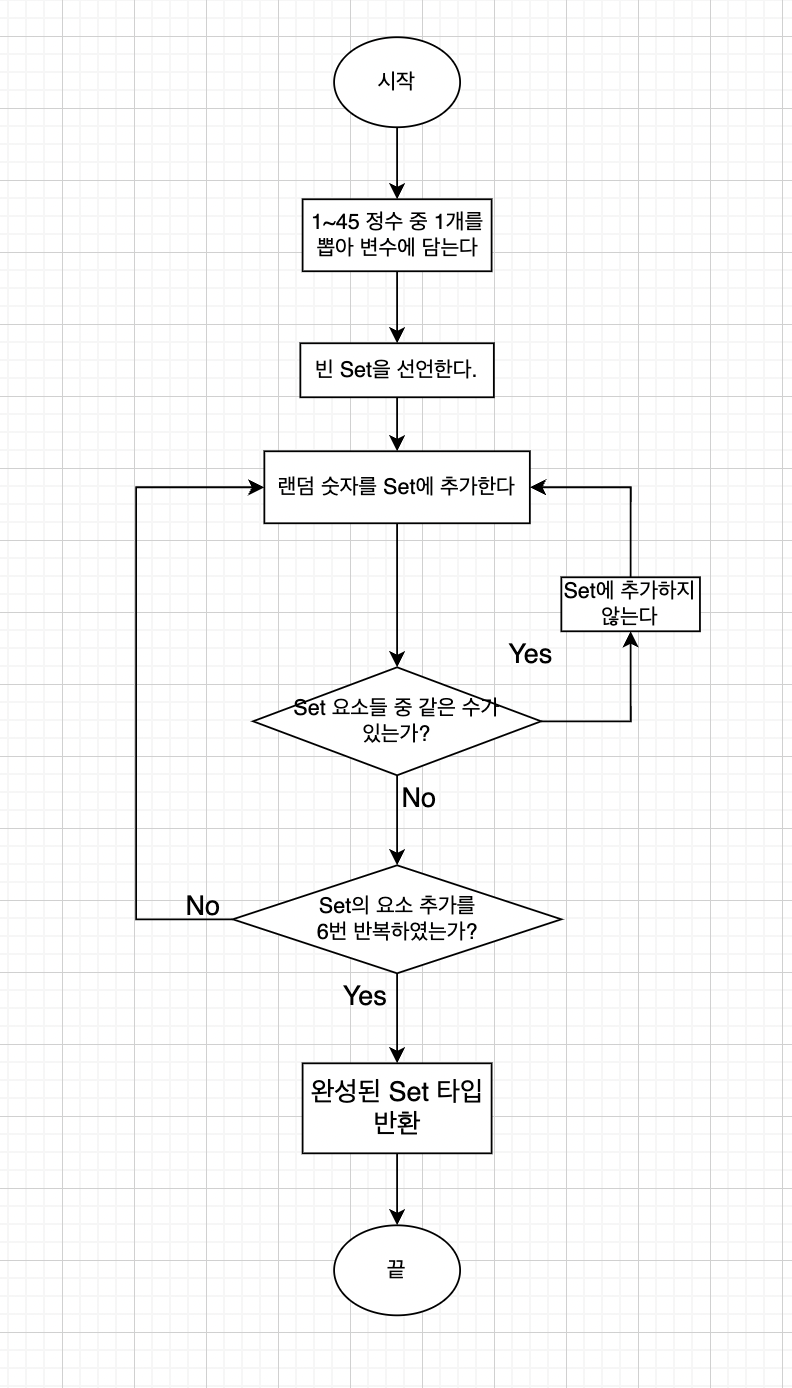 시작
1~45 정수 중 1개를
뽑아 변수에 담는다
빈 Set을 선언한다.
랜덤 숫자를 Set에 추가한다
Set에 추가하지
않는다
Yes
Set 요소들 중 같은 수가
있는가?
No
No
Set의 요소 추가를
6번 반복하였는가?
Yes
완성된 Set 타입
반환
끝